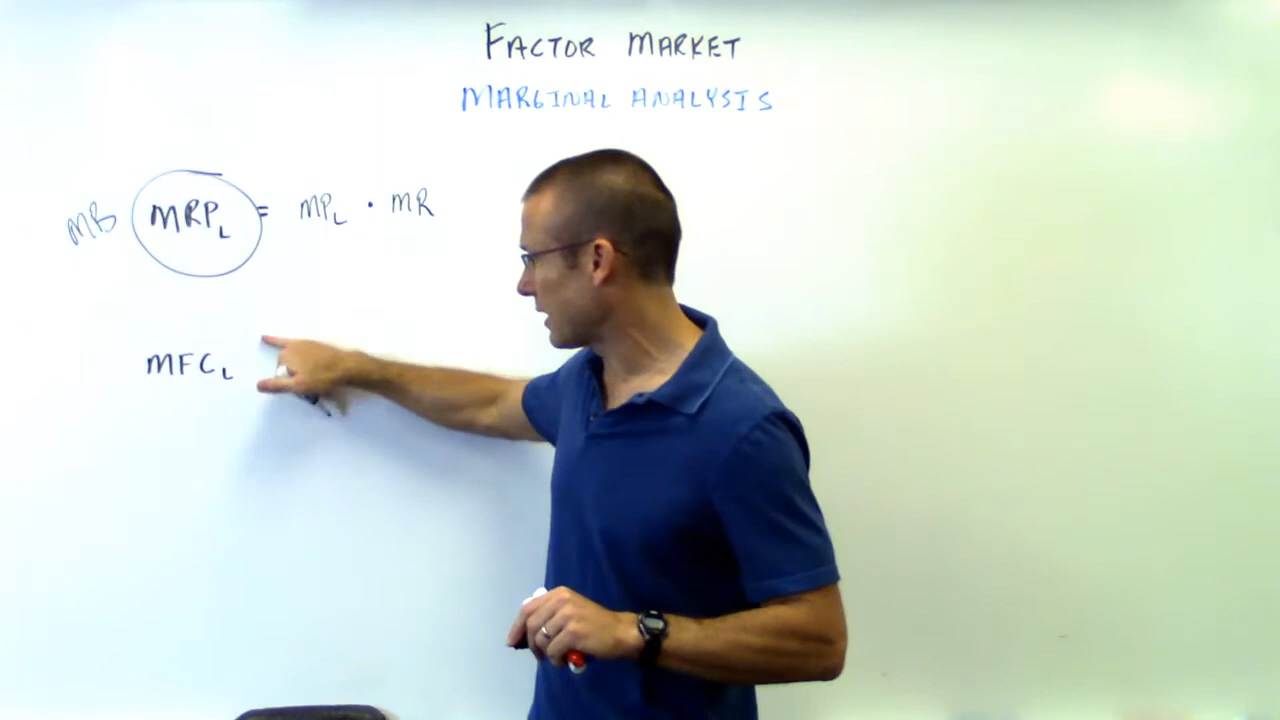 FACTOR MARKET
MARGINAL ANALYSIS
MB MRP_L = MP_L · MR
MFC_L